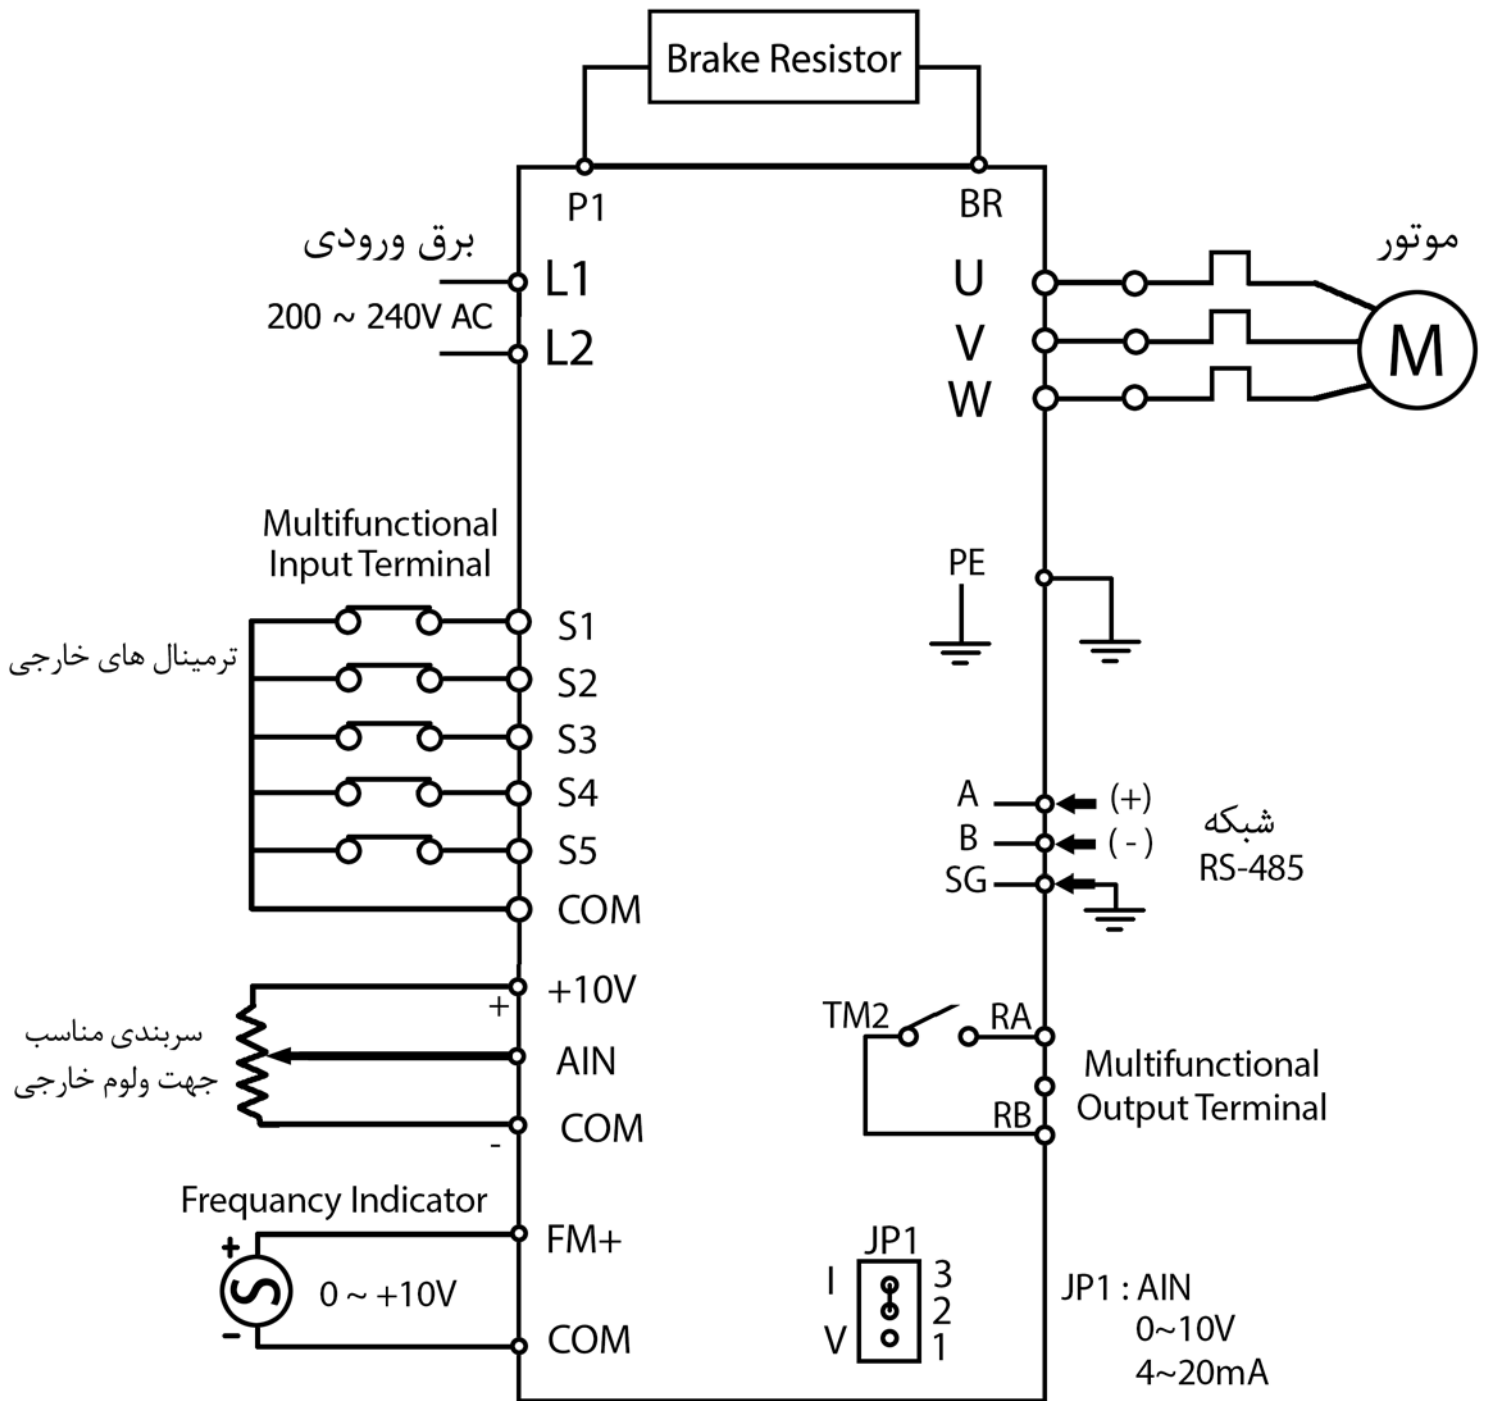 Brake Resistor
P1
BR
برق ورودی
L1
200 ~ 240V AC
L2
U
V
W
موتور
M
Multifunctional
Input Terminal
PE
ترمینال های خارجی
S1
S2
S3
S4
S5
COM
A
(+)
B
(-)
SG
شبکه
RS-485
+
+10V
سربندی مناسب
جهت ولوم خارجی
AIN
-
COM
TM2
RA
RB
Multifunctional
Output Terminal
Frequancy Indicator
+
FM+
S
0 ~ +10V
-
COM
JP1
I
3
2
V
1
JP1 : AIN
0~10V
4~20mA